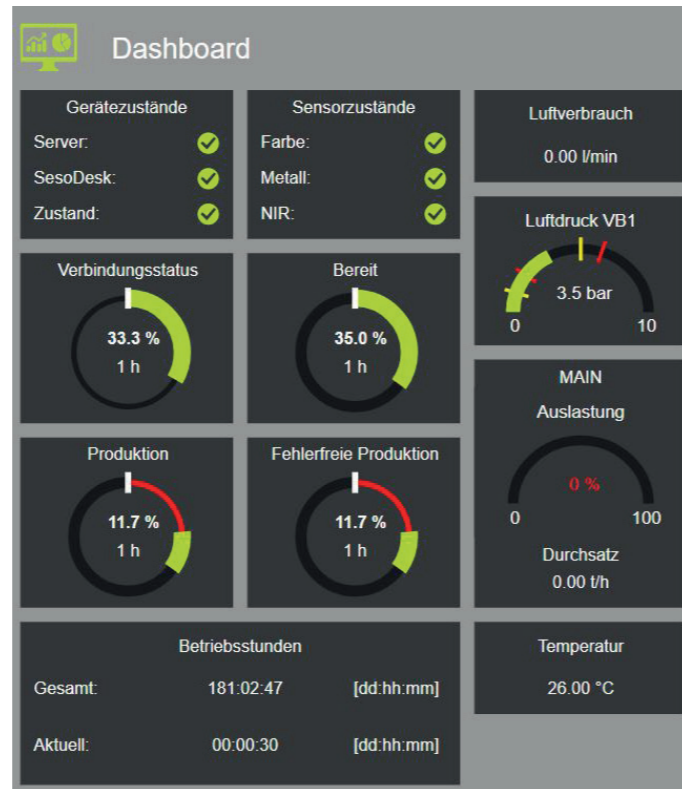 Dashboard
Gerätezustände
Server:
SesoDesk:
Zustand:
Sensorzustände
Farbe:
Metall:
NIR:
Luftverbrauch
0.00 l/min
Luftdruck VB1
3.5 bar
0 10
Verbindungsstatus
33.3 %
1 h
Bereit
35.0 %
1 h
MAIN
Auslastung
0 %
0 100
Durchsatz
0.00 t/h
Produktion
11.7 %
1 h
Fehlerfreie Produktion
11.7 %
1 h
Betriebsstunden
Gesamt: 181:02:47 [dd:hh:mm]
Aktuell: 00:00:30 [dd:hh:mm]
Temperatur
26.00 °C